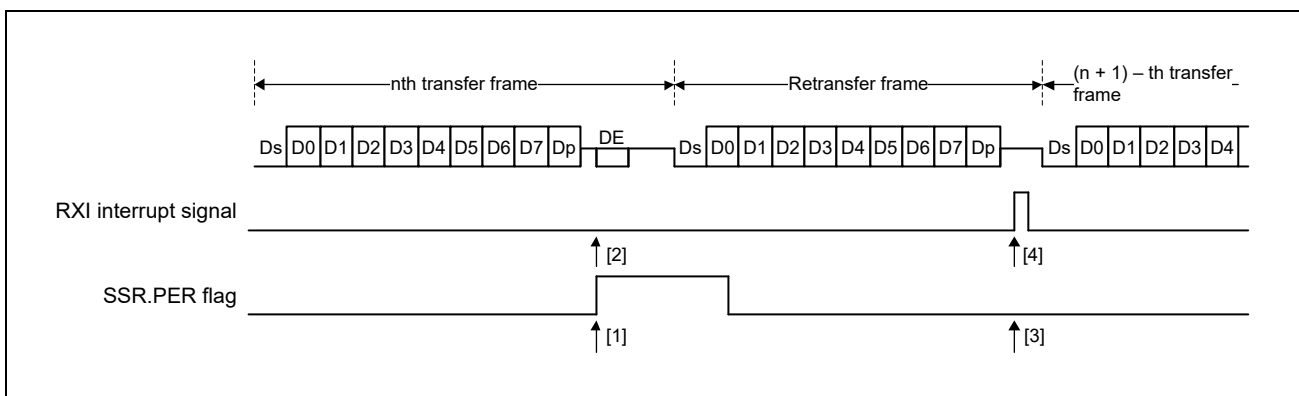 nth transfer frame Retransfer frame (n + 1) – th transfer
frame
DE
Ds D0 D1 D2 D3 D4 D5 D6 D7 Dp Ds D0 D1 D2 D3 D4 D5 D6 D7 Dp Ds D0 D1 D2 D3 D4
RXI interrupt signal
[2] [4]
SSR.PER flag
[1] [3]